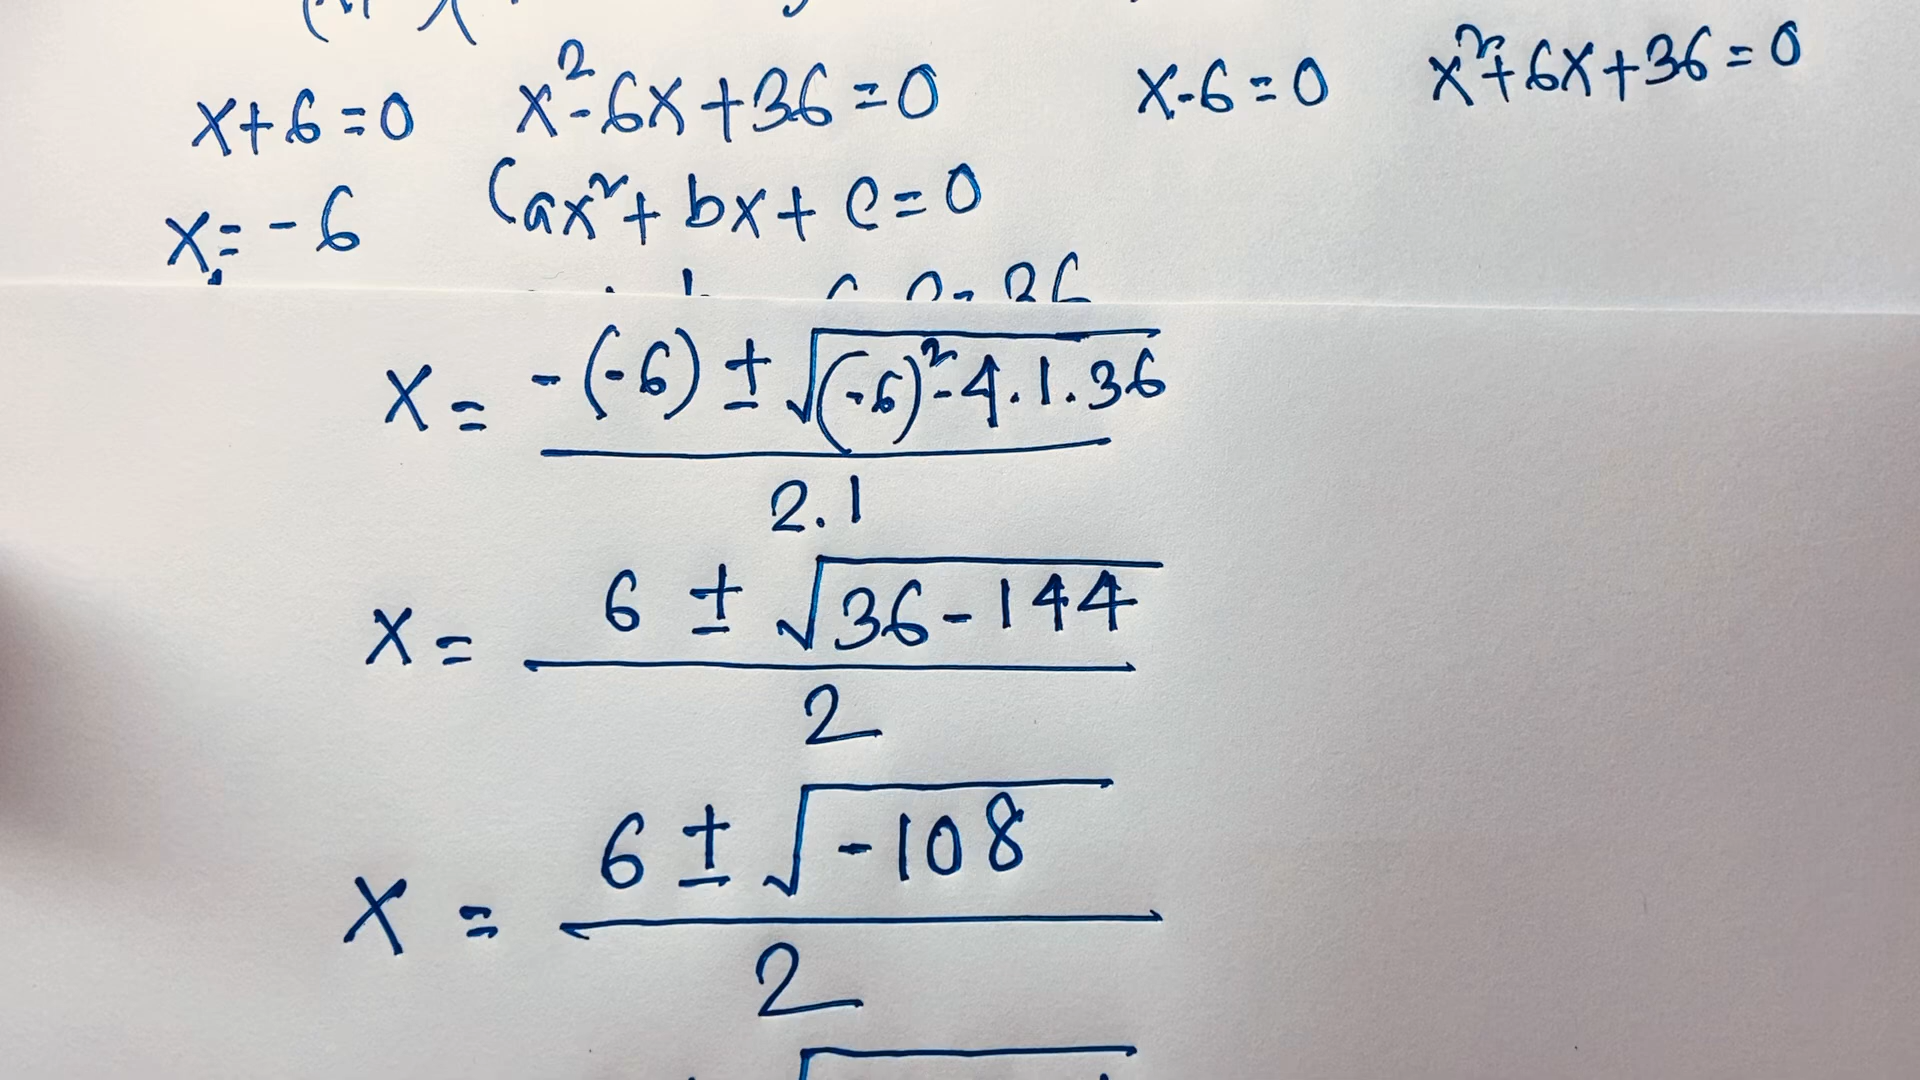 x+6=0 x²-6x+36=0 x-6=0 x²+6x+36=0
x=-6 (ax²+bx+c=0
x= -(-6) ± √(-6)²-4.1.36
2.1
x= 6 ± √36-144
2
x = 6 ± √-108
2